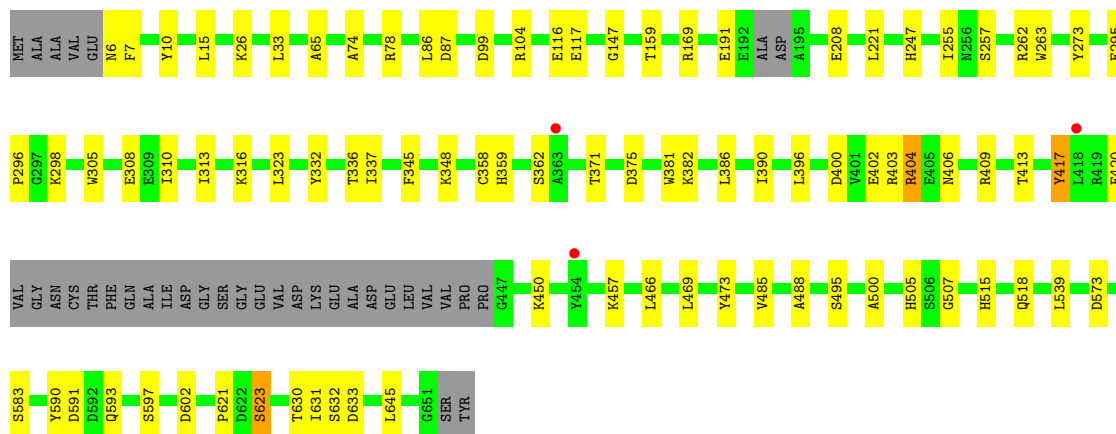 MET ALA ALA VAL GLU N6 F7 Y10 L15 K26 L33 A65 A74 R78 L86 D87 D99 R104 E116 E117 G147 T159 R169 E191 E192 ALA ASP A195 E208 L221 H247 I255 N256 S257 R262 W263 Y273
P296 G297 K298 W305 E308 E309 I310 I313 K316 L323 Y332 T336 I337 F345 K348 C358 H359 S362 A363 T371 D375 W381 K382 L386 I390 L396 D400 V401 E402 R403 R404 E405 N406 R409 T413 Y417 L418 R419
VAL GLY ASN CYS THR PHE GLN ALA ILE ASP GLY SER GLY GLU VAL ASP LYS GLU ALA ASP GLU LEU VAL VAL PRO PRO G447 K450 Y454 K457 L466 L469 Y473 V485 A488 S495 A500 H505 S506 G507 H515 Q518 L539 D573
S583 Y590 D591 D592 Q593 S597 D602 P621 D622 S623 T630 I631 S632 D633 L645 G651 SER TYR